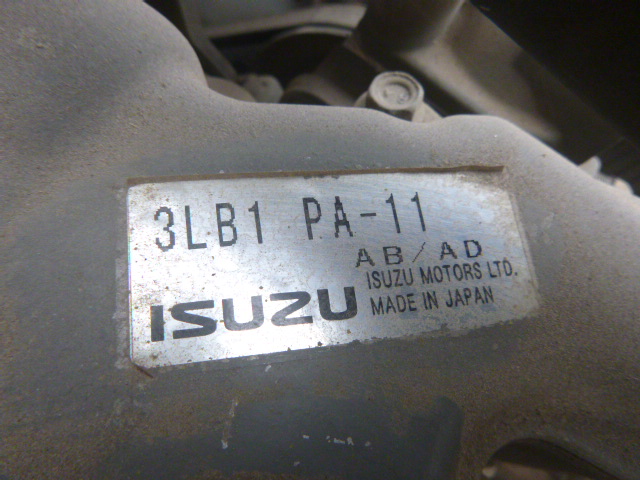 3LB1 PA-11
AB/AD
ISUZU MOTORS LTD.
ISUZU MADE IN JAPAN